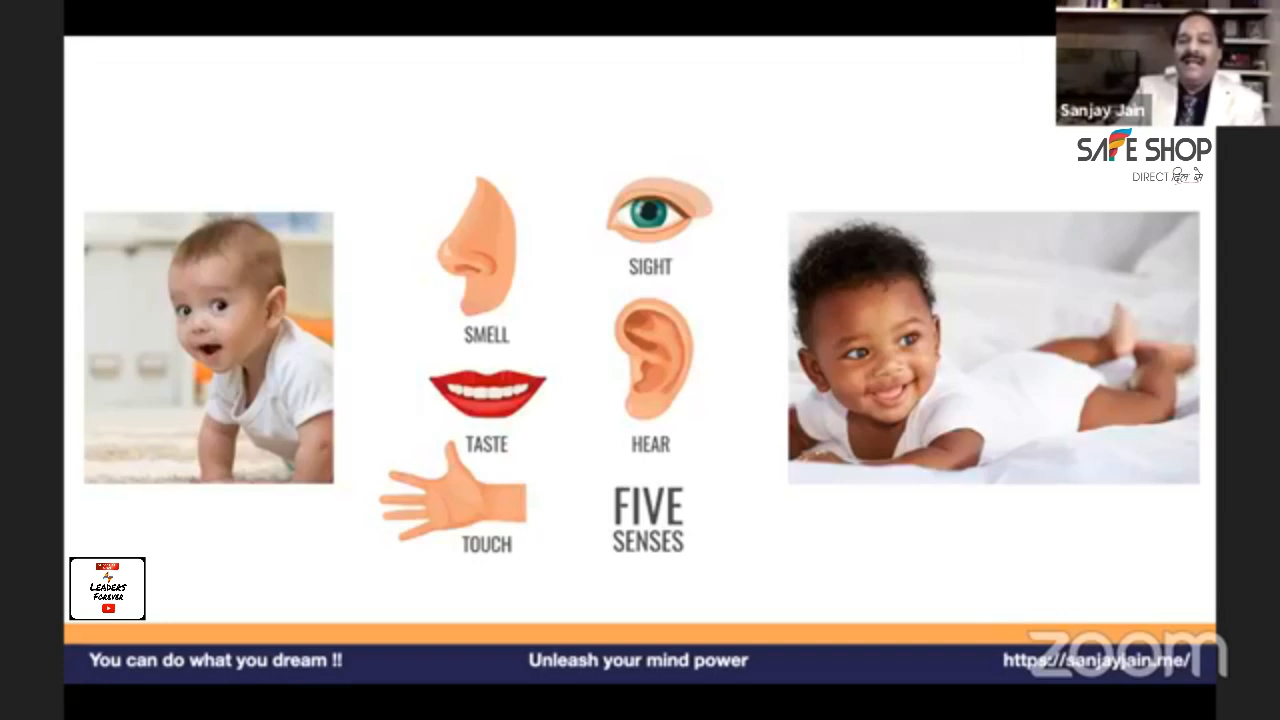 Sanjay Jain
SAFE SHOP
DIRECT दिल से
SIGHT
SMELL
TASTE
HEAR
TOUCH
FIVE
SENSES
LEADERS
FOREVER
You can do what you dream !!
Unleash your mind power
https://sanjayjain.me/
zoom